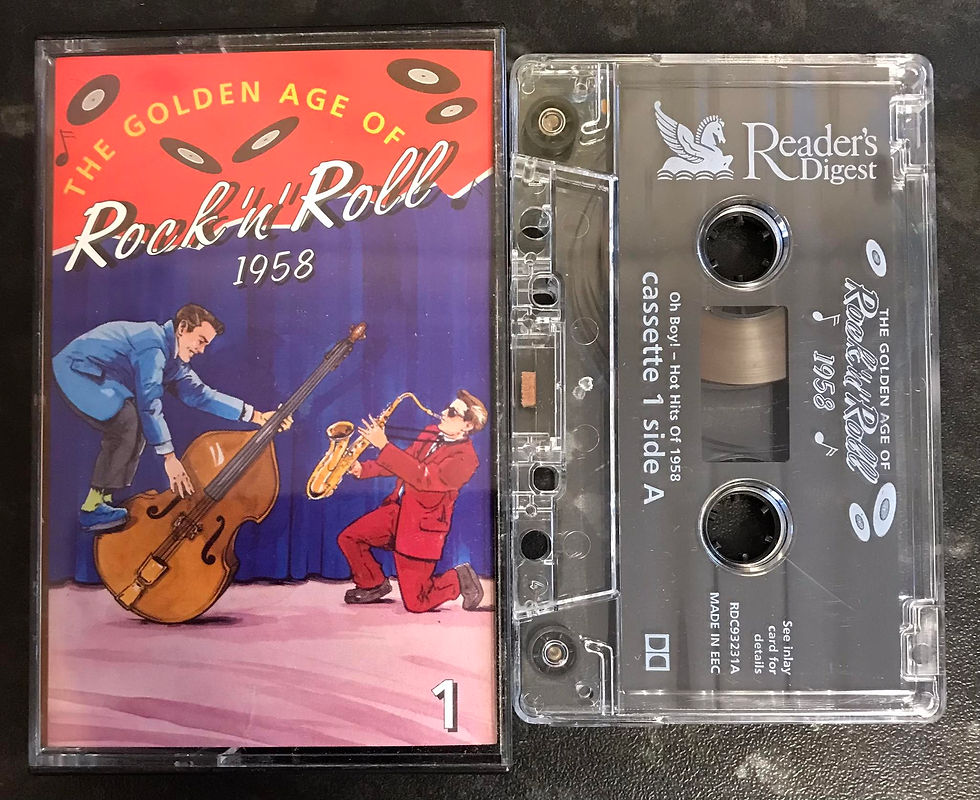 THE GOLDEN AGE OF
Rock 'n' Roll
1958
1
Reader's
Digest
THE GOLDEN AGE OF
Rock 'n' Roll
1958
Oh Boy! – Hot Hits Of 1958
cassette 1 side A
See inlay
card for
details
RDC93231A
MADE IN EEC